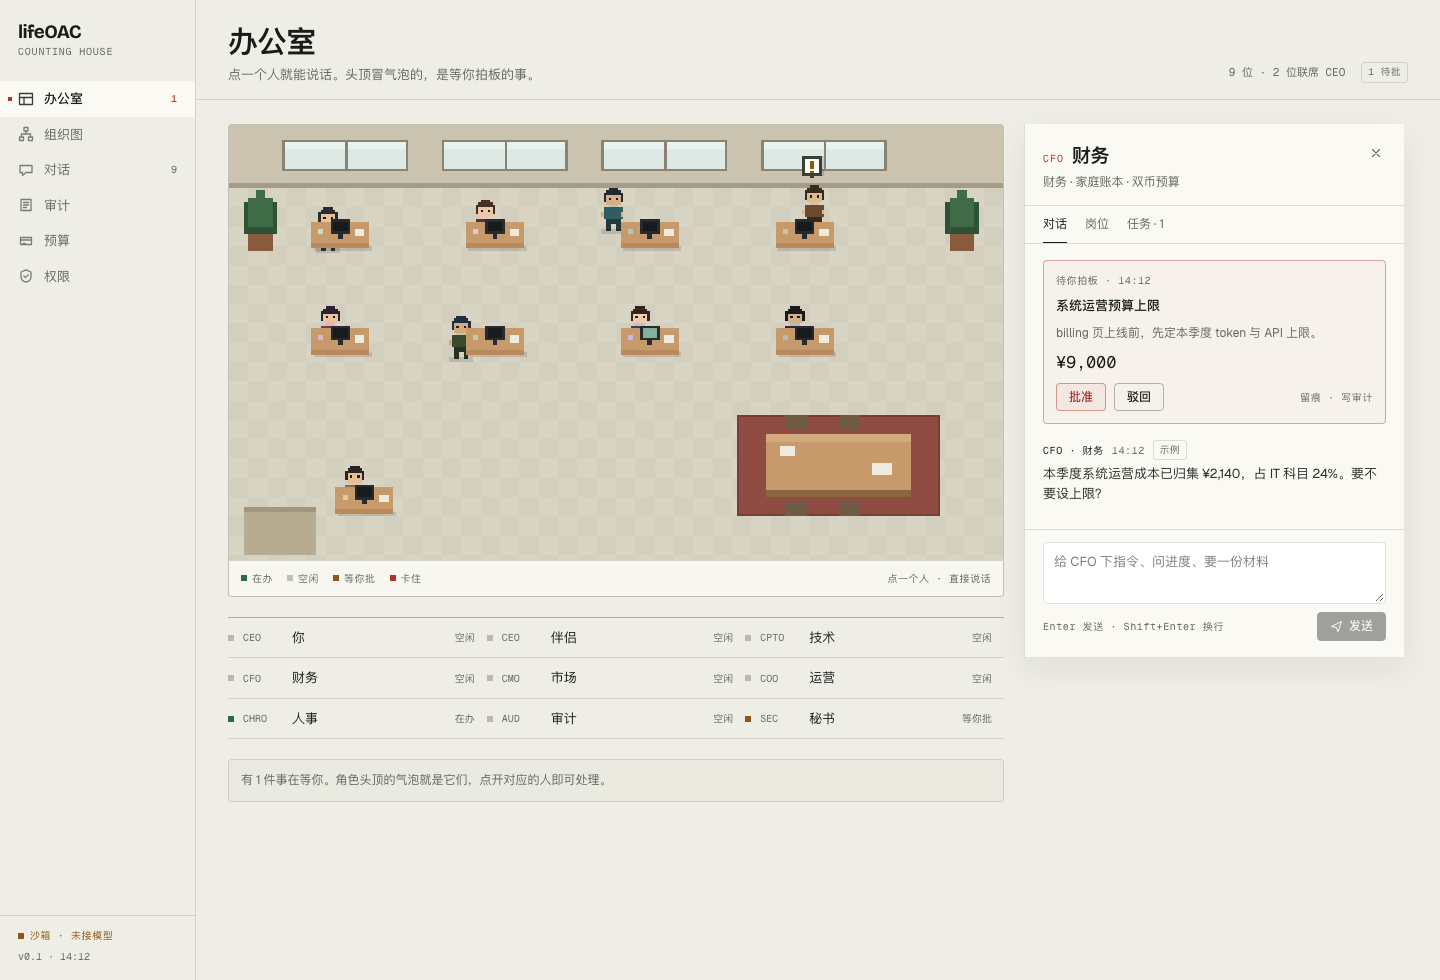 lifeOAC
COUNTING HOUSE
办公室 1
组织图
对话 9
审计
预算
权限
沙箱 · 未接模型
v0.1 · 14:12
办公室
点一个人就能说话。头顶冒气泡的，是等你拍板的事。
9 位 · 2 位联席 CEO 1 待批
在办 空闲 等你批 卡住 点一个人 · 直接说话
CEO 你 空闲 CEO 伴侣 空闲 CPTO 技术 空闲
CFO 财务 空闲 CMO 市场 空闲 COO 运营 空闲
CHRO 人事 在办 AUD 审计 空闲 SEC 秘书 等你批
有 1 件事在等你。角色头顶的气泡就是它们，点开对应的人即可处理。
CFO 财务
财务 · 家庭账本 · 双币预算
对话 岗位 任务 · 1
待你拍板 · 14:12
系统运营预算上限
billing 页上线前，先定本季度 token 与 API 上限。
¥9,000
批准 驳回 留痕 · 写审计
CFO · 财务 14:12 示例
本季度系统运营成本已归集 ¥2,140，占 IT 科目 24%。要不
要设上限？
给 CFO 下指令、问进度、要一份材料
Enter 发送 · Shift+Enter 换行 发送